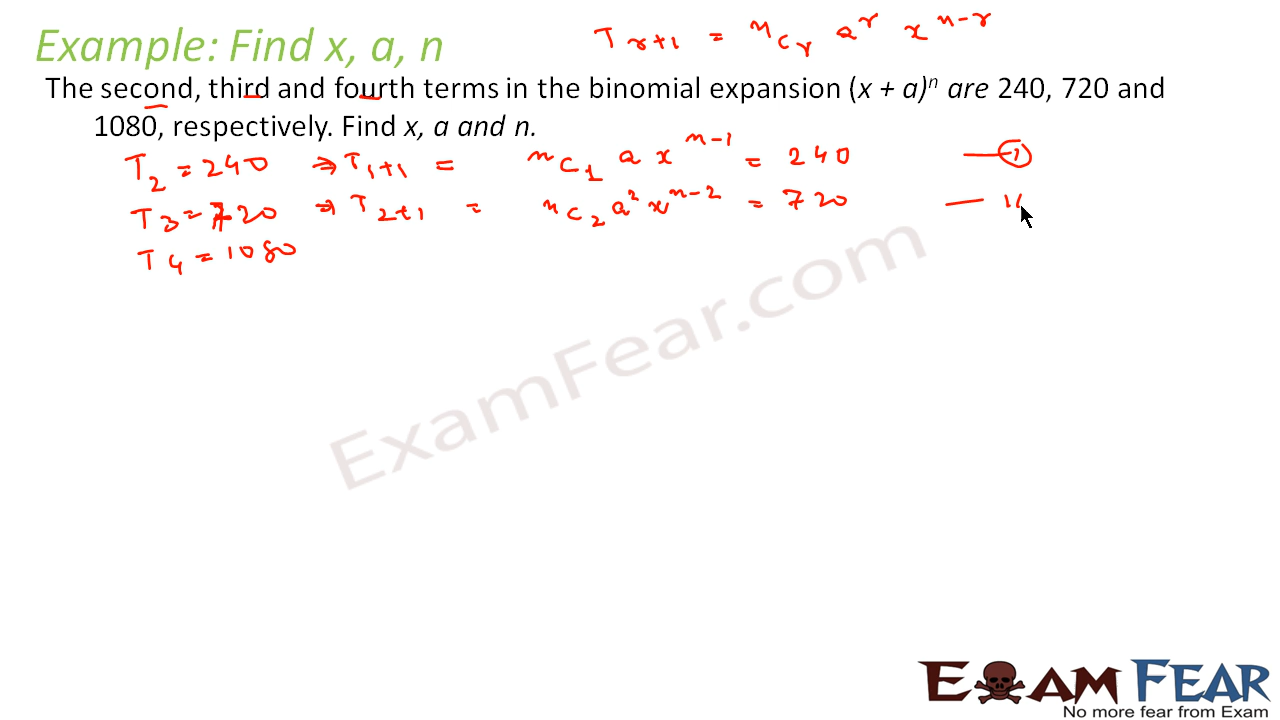 Example: Find x, a, n
T r+1 = nCr a^r x^n-r
The second, third and fourth terms in the binomial expansion (x + a)^n are 240, 720 and
1080, respectively. Find x, a and n.
T2 = 240 ⇒ T1+1 = nC1 a x^n-1 = 240 — 1
T3 = 720 ⇒ T2+1 = nC2 a^2 x^n-2 = 720 — 11
T4 = 1080
ExamFear.com
EXAM FEAR
No more fear from Exam